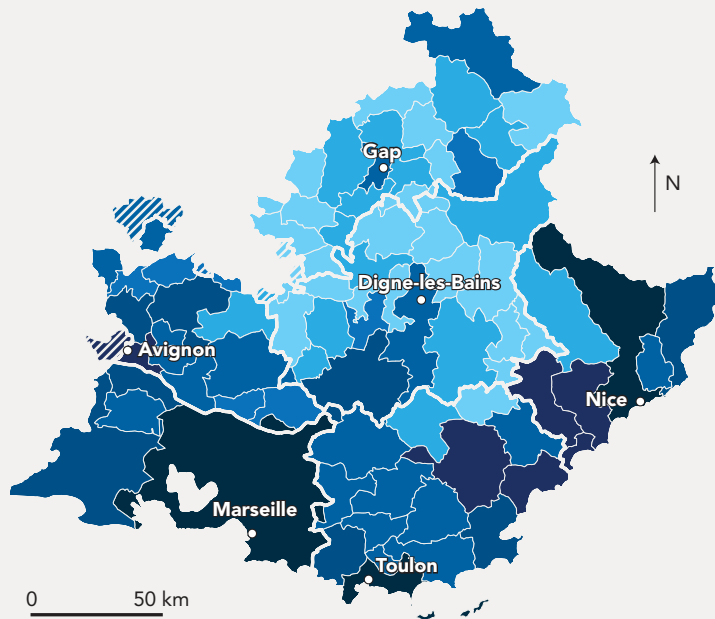 Gap
N
Digne-les-Bains
Avignon
Nice
Marseille
Toulon
0 50 km